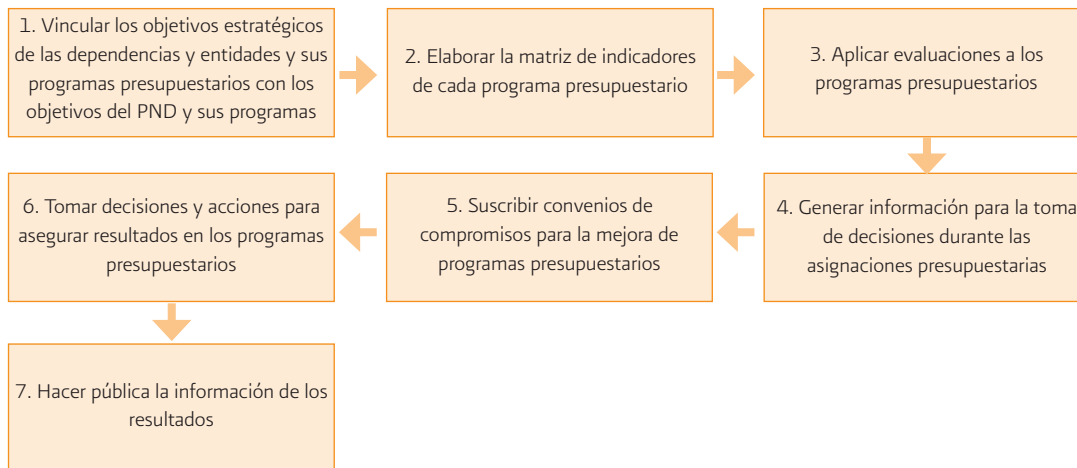 1. Vincular los objetivos estratégicos
de las dependencias y entidades y sus
programas presupuestarios con los
objetivos del PND y sus programas
2. Elaborar la matriz de indicadores
de cada programa presupuestario
3. Aplicar evaluaciones a los
programas presupuestarios
4. Generar información para la toma
de decisiones durante las
asignaciones presupuestarias
5. Suscribir convenios de
compromisos para la mejora de
programas presupuestarios
6. Tomar decisiones y acciones para
asegurar resultados en los programas
presupuestarios
7. Hacer pública la información de los
resultados